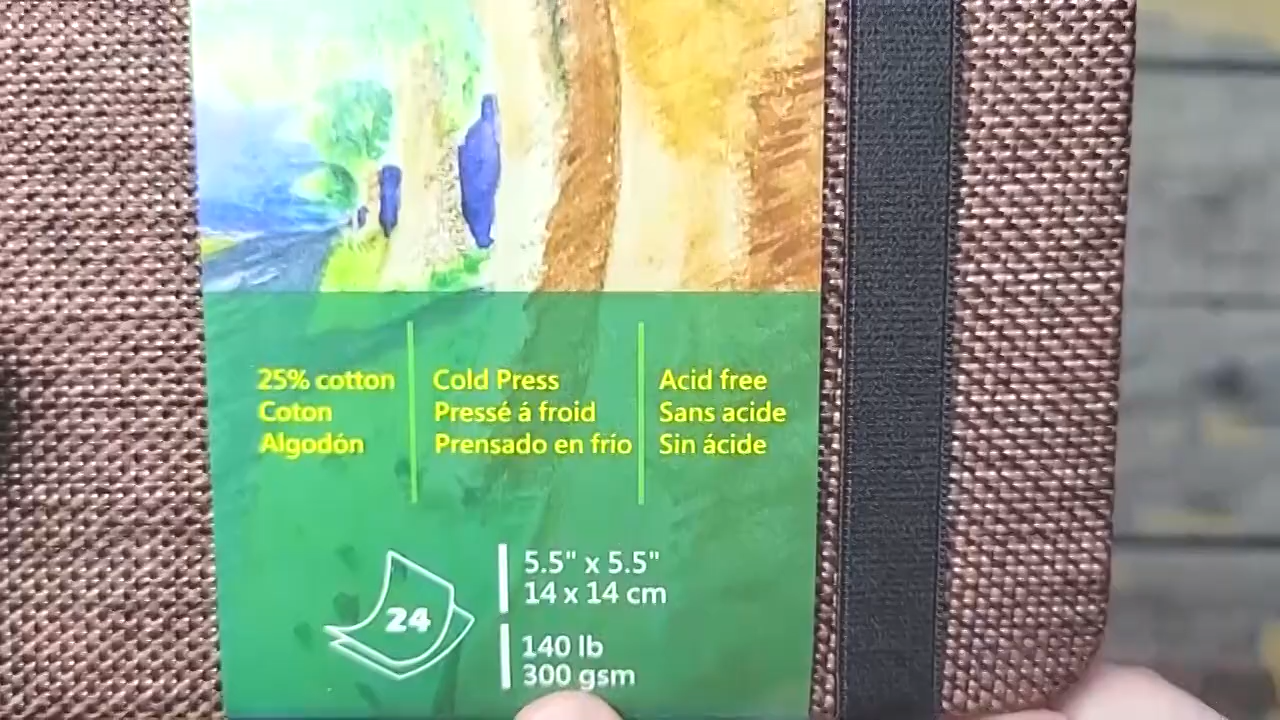 25% cotton
Coton
Algodón
Cold Press
Pressé á froid
Prensado en frío
Acid free
Sans acide
Sin ácide
24
5.5" x 5.5"
14 x 14 cm
140 lb
300 gsm